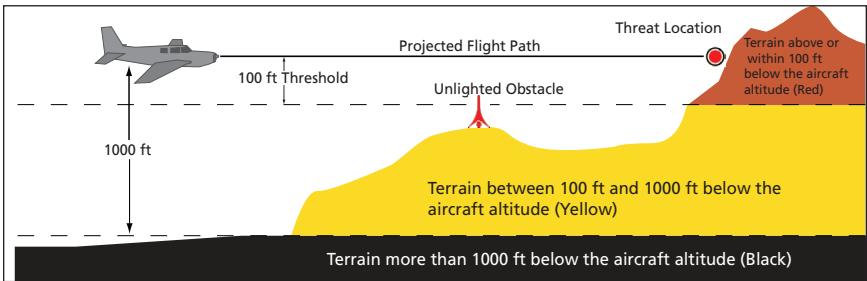 Threat Location
Projected Flight Path
Terrain above or
within 100 ft
below the aircraft
altitude (Red)
100 ft Threshold
Unlighted Obstacle
1000 ft
Terrain between 100 ft and 1000 ft below the
aircraft altitude (Yellow)
Terrain more than 1000 ft below the aircraft altitude (Black)